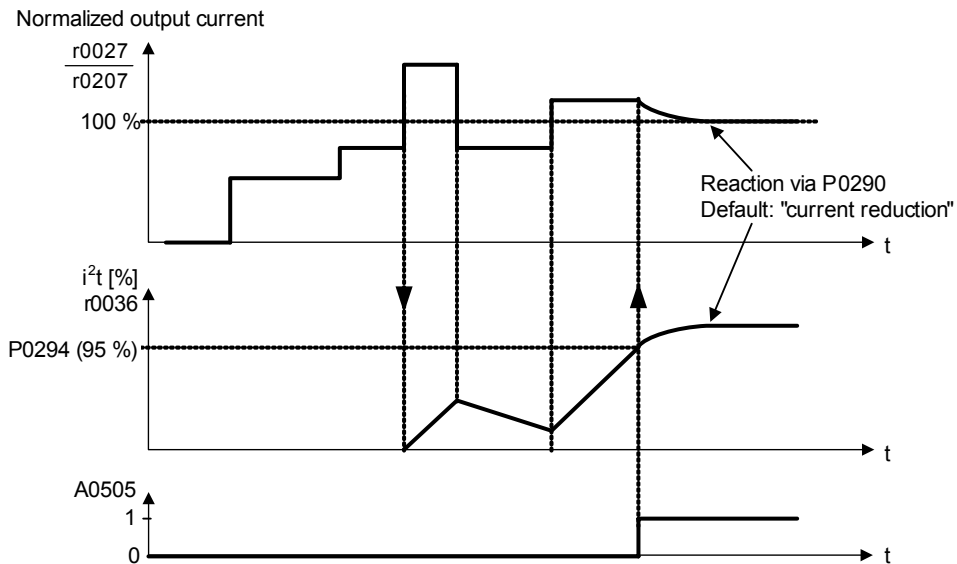 Normalized output current
r0027
r0207
100 %
Reaction via P0290
Default: "current reduction"
t
i²t [%]
r0036
P0294 (95 %)
t
A0505
1
0
t